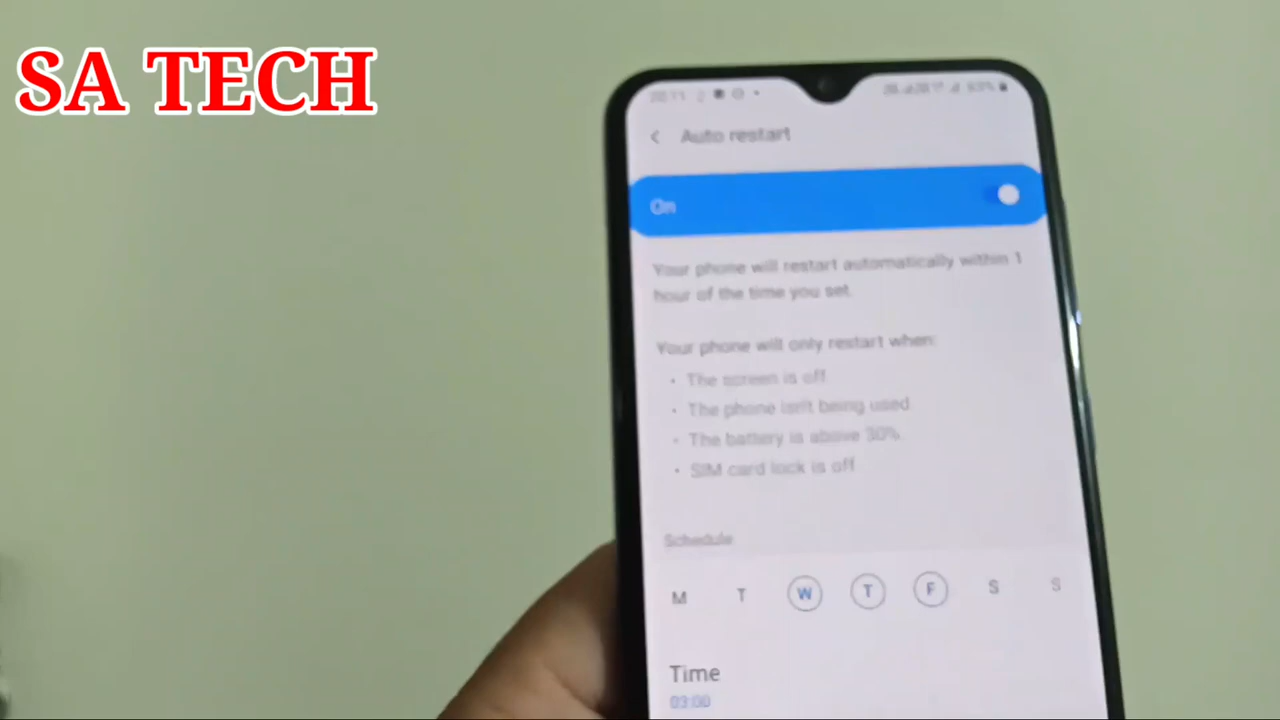 SA TECH
20:11
Auto restart
On
Your phone will restart automatically within 1
hour of the time you set.
Your phone will only restart when:
• The screen is off.
• The phone isn't being used.
• The battery is above 30%.
• SIM card lock is off.
Schedule
M T W T F S S
Time
03:00